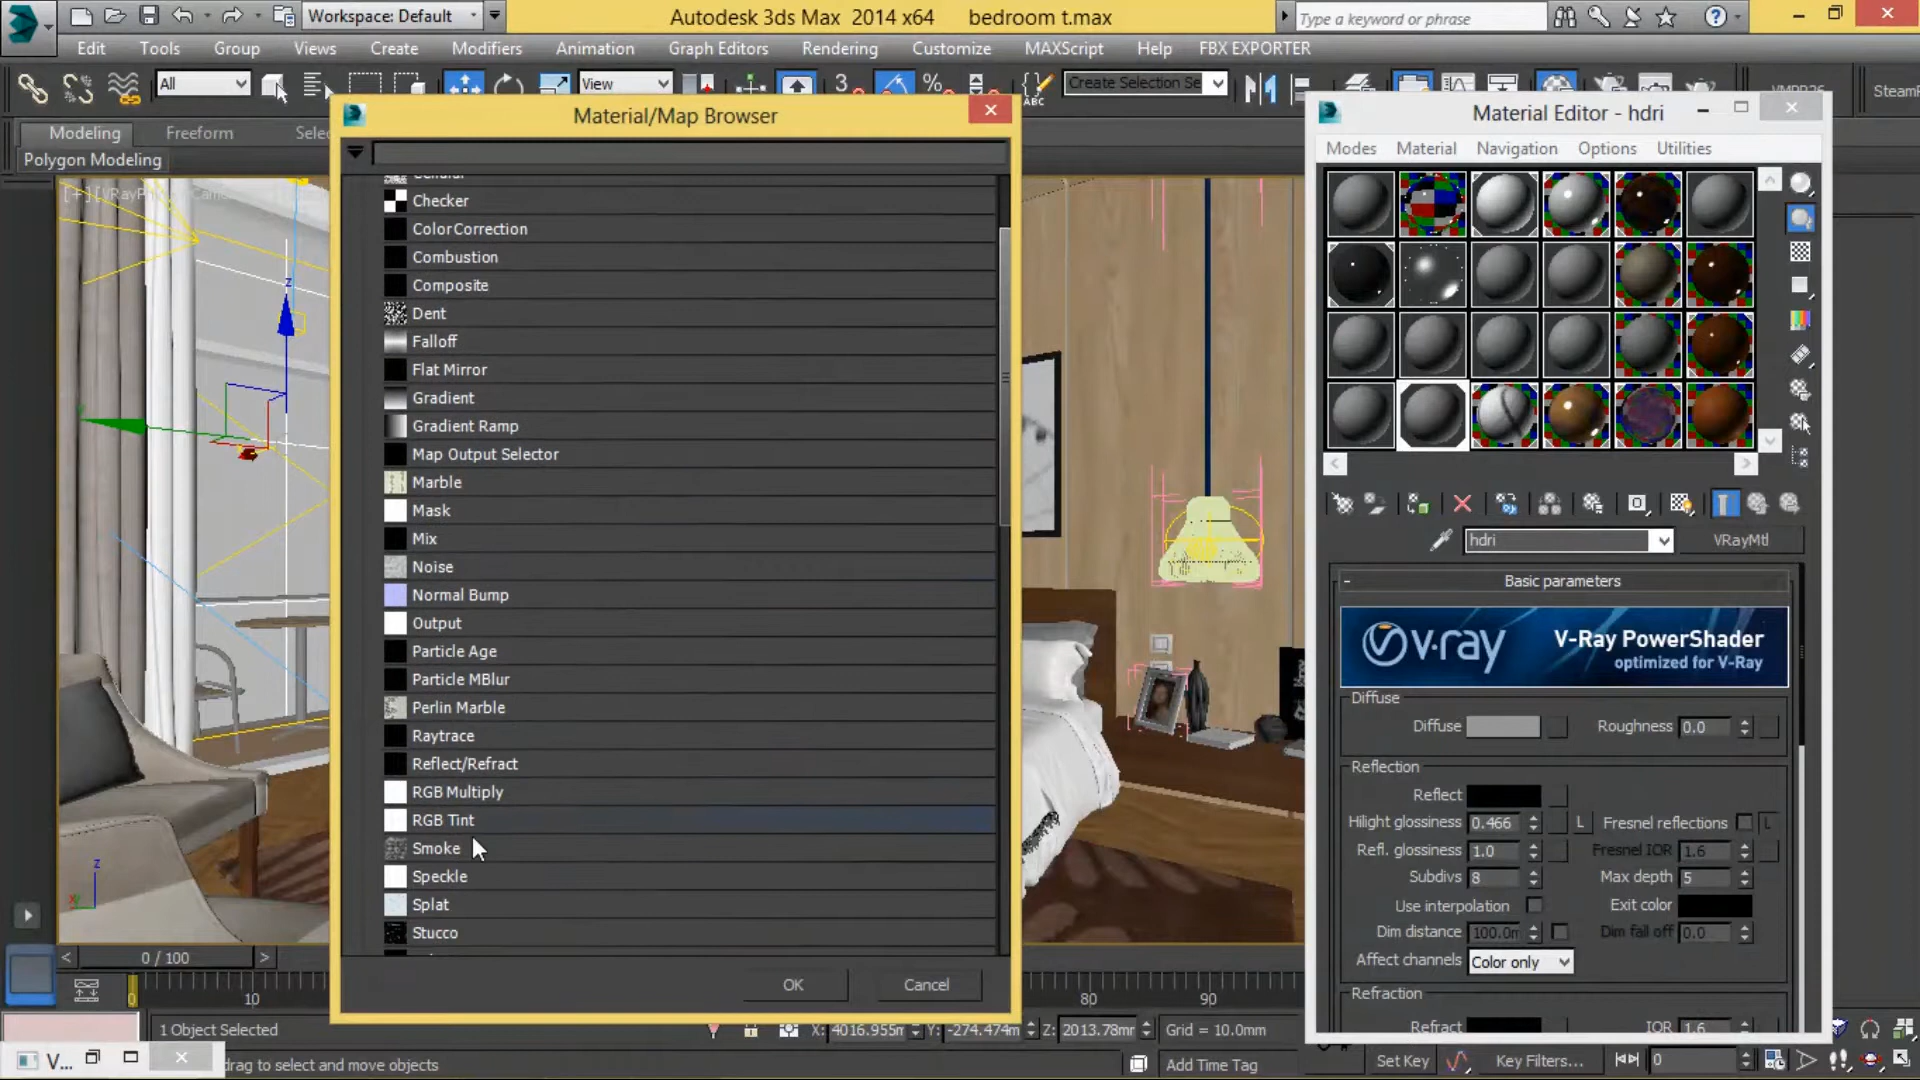 Workspace: Default
Autodesk 3ds Max 2014 x64 bedroom t.max
Type a keyword or phrase
Edit Tools Group Views Create Modifiers Animation Graph Editors Rendering Customize MAXScript Help FBX EXPORTER
All View 3 % ABC Create Selection Se
Modeling Freeform
Polygon Modeling
Material/Map Browser
Checker
ColorCorrection
Combustion
Composite
Dent
Falloff
Flat Mirror
Gradient
Gradient Ramp
Map Output Selector
Marble
Mask
Mix
Noise
Normal Bump
Output
Particle Age
Particle MBlur
Perlin Marble
Raytrace
Reflect/Refract
RGB Multiply
RGB Tint
Smoke
Speckle
Splat
Stucco
OK Cancel
Material Editor - hdri
Modes Material Navigation Options Utilities
hdri VRayMtl
- Basic parameters
v·ray V-Ray PowerShader
optimized for V-Ray
Diffuse
Diffuse Roughness 0.0
Reflection
Reflect
Hilight glossiness 0.466 L Fresnel reflections L
Refl. glossiness 1.0 Fresnel IOR 1.6
Subdivs 8 Max depth 5
Use interpolation Exit color
Dim distance 100.0m Dim fall off 0.0
Affect channels Color only
Refraction
Refract IOR 1.6
z
z
< 0 / 100 >
0 10 80 90
1 Object Selected X: 4016.955m Y: -274.474m Z: 2013.78mr Grid = 10.0mm
V... drag to select and move objects Add Time Tag Set Key Key Filters... 0